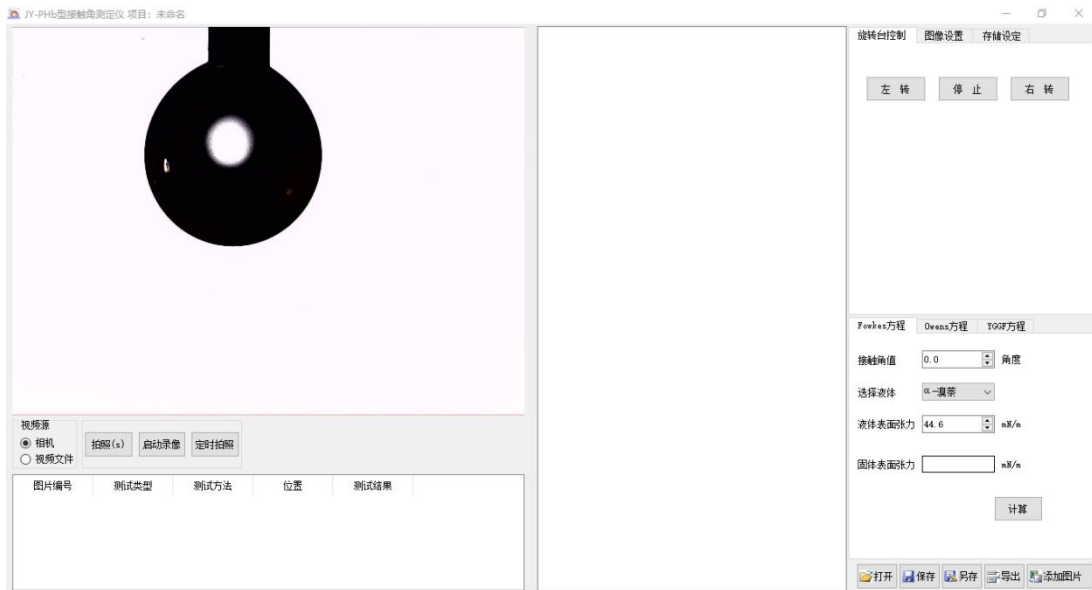 JY-PHb型接触角测定仪 项目: 未命名
旋转台控制 图像设置 存储设定
左 转 停 止 右 转
Fowkes方程 Owens方程 YGGF方程
接触角值 0.0 角度
选择液体 α-溴萘
液体表面张力 44.6 mN/m
固体表面张力 mN/m
计算
视频源
相机
视频文件
拍照(s) 启动录像 定时拍照
图片编号 测试类型 测试方法 位置 测试结果
打开 保存 另存 导出 添加图片